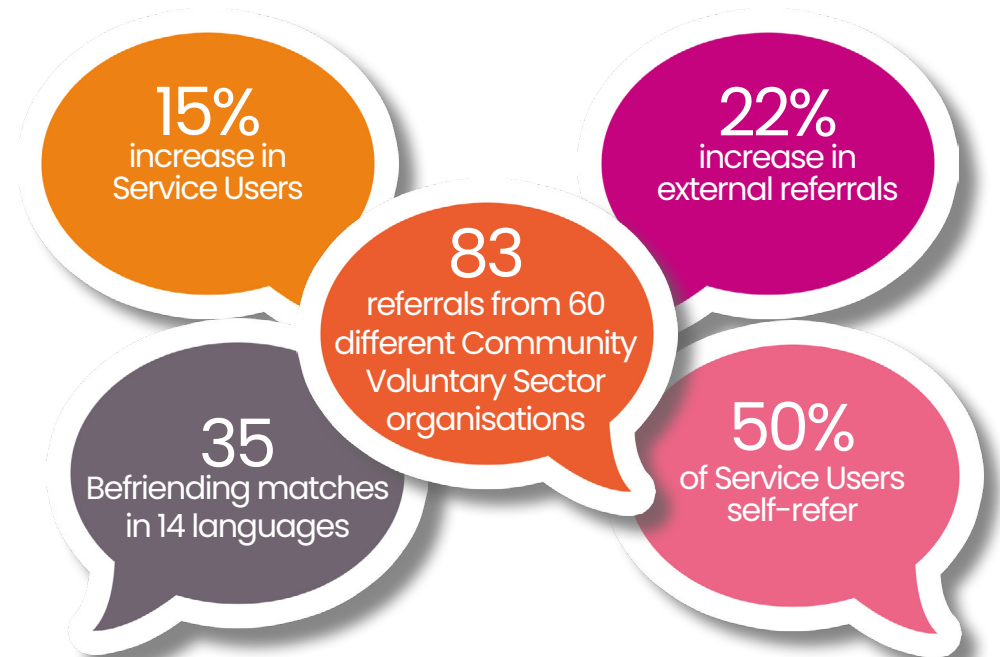 15%
increase in
Service Users
22%
increase in
external referrals
83
referrals from 60
different Community
Voluntary Sector
organisations
35
Befriending matches
in 14 languages
50%
of Service Users
self-refer